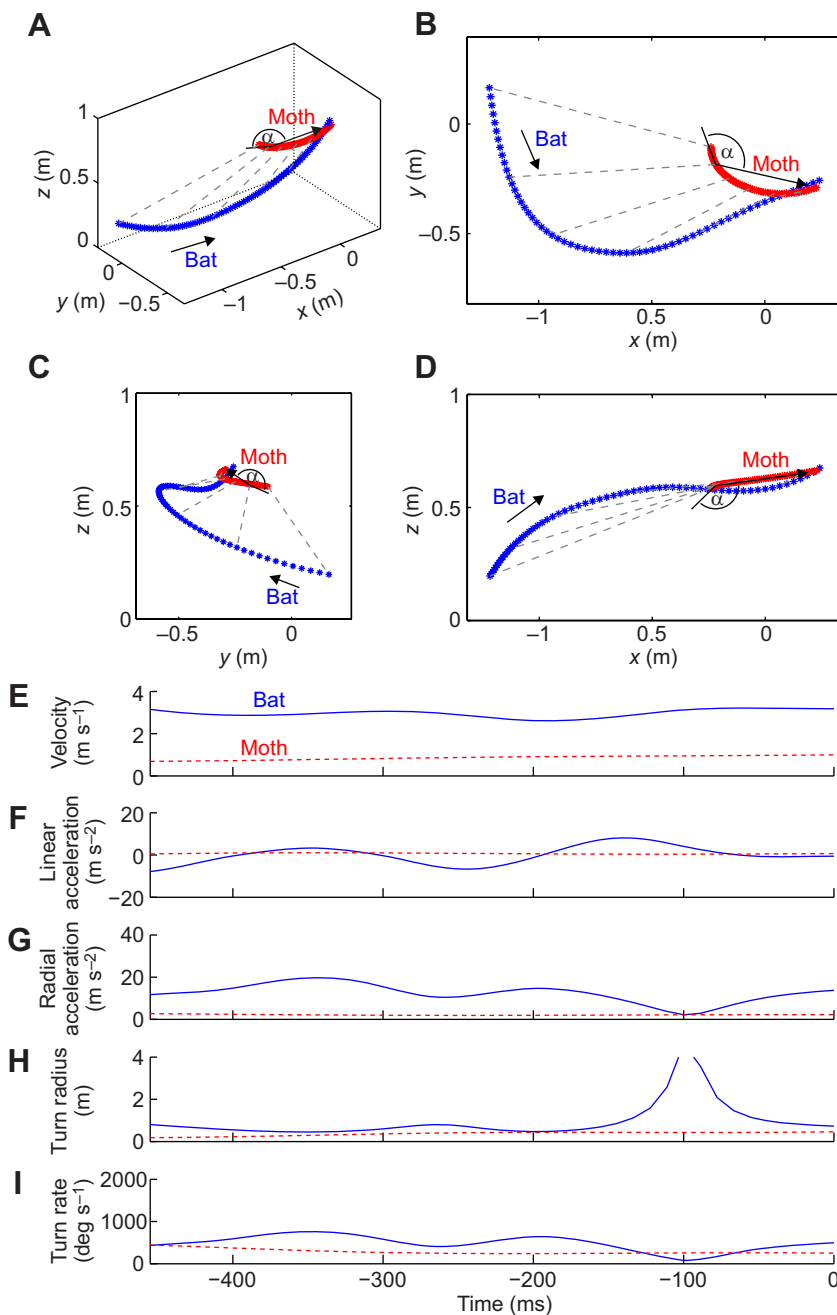 A
1
0.5
0
z (m)
0
−0.5
y (m)
−1
−0.5
0
x (m)
α
Moth
Bat
B
0
−0.5
y (m)
−1
0.5
0
x (m)
Bat
α
Moth
C
1
0.5
0
z (m)
−0.5
0
y (m)
Moth
α
Bat
D
1
0.5
0
z (m)
−1
0.5
0
x (m)
Bat
Moth
α
E
Velocity
(m s−1)
4
2
0
Bat
Moth
F
Linear
acceleration
(m s−2)
20
0
−20
G
Radial
acceleration
(m s−2)
40
20
0
H
Turn radius
(m)
4
2
0
I
Turn rate
(deg s−1)
2000
1000
0
−400
−300
−200
−100
0
Time (ms)